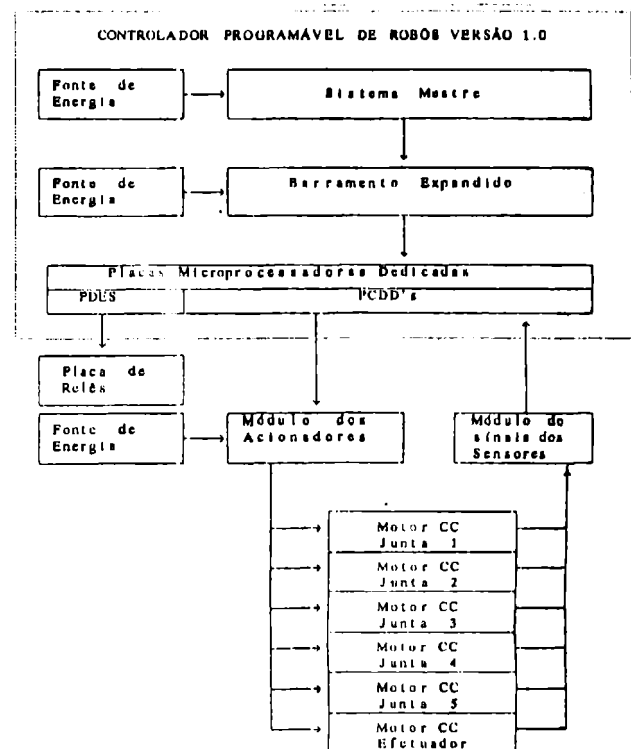 CONTROLADOR PROGRAMÁVEL DE ROBÔS VERSÃO 1.0
Fonte de
Energia
Sistema Mestre
Fonte de
Energia
Barramento Expandido
Placas Microprocessadoras Dedicadas
PDES
PCDD's
Placa de
Relês
Fonte de
Energia
Módulo dos
Acionadores
Módulo de
sinais dos
Sensores
Motor CC
Junta 1
Motor CC
Junta 2
Motor CC
Junta 3
Motor CC
Junta 4
Motor CC
Junta 5
Motor CC
Efetuador